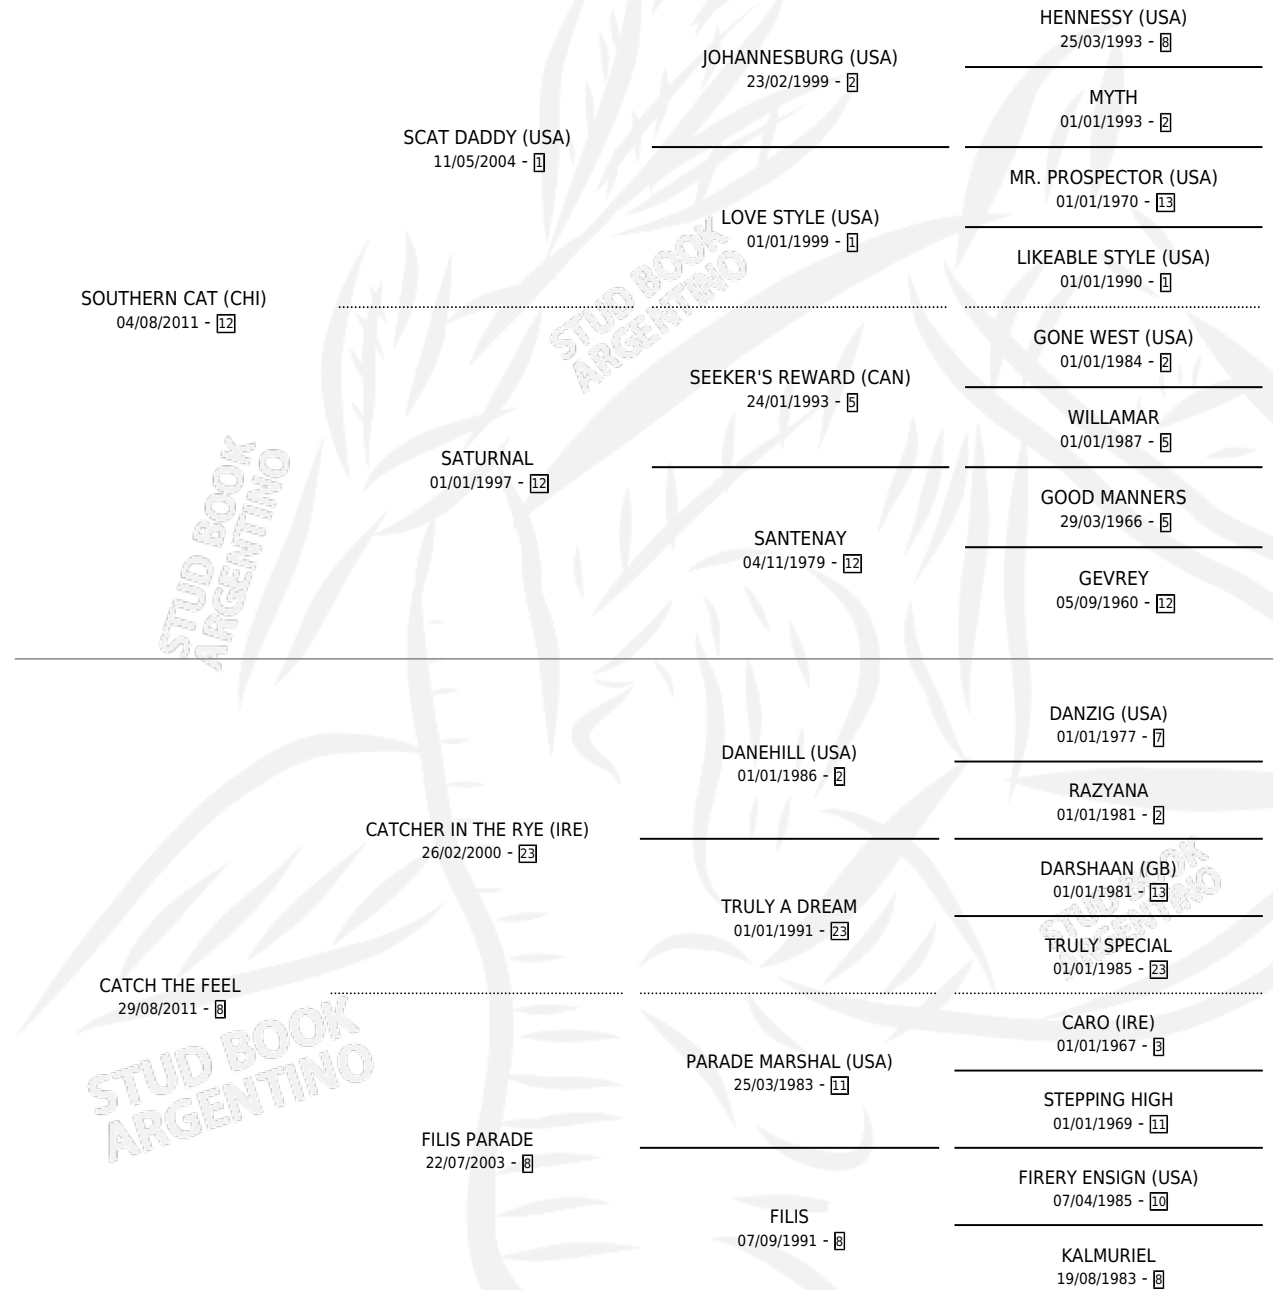 HENNESSY (USA)
25/03/1993 - 8
JOHANNESBURG (USA)
23/02/1999 - 2
MYTH
01/01/1993 - 2
SCAT DADDY (USA)
11/05/2004 - 1
MR. PROSPECTOR (USA)
01/01/1970 - 13
LOVE STYLE (USA)
01/01/1999 - 1
LIKEABLE STYLE (USA)
01/01/1990 - 1
SOUTHERN CAT (CHI)
04/08/2011 - 12
STUD BOOK
ARGENTINO
GONE WEST (USA)
01/01/1984 - 2
SEEKER'S REWARD (CAN)
24/01/1993 - 5
WILLAMAR
01/01/1987 - 5
SATURNAL
01/01/1997 - 12
GOOD MANNERS
29/03/1966 - 5
SANTENAY
04/11/1979 - 12
GEVREY
05/09/1960 - 12
STUD BOOK
ARGENTINO
DANZIG (USA)
01/01/1977 - 7
DANEHILL (USA)
01/01/1986 - 2
RAZYANA
01/01/1981 - 2
CATCHER IN THE RYE (IRE)
26/02/2000 - 23
DARSHAAN (GB)
01/01/1981 - 13
TRULY A DREAM
01/01/1991 - 23
TRULY SPECIAL
01/01/1985 - 23
STUD BOOK
ARGENTINO
CATCH THE FEEL
29/08/2011 - 8
CARO (IRE)
01/01/1967 - 3
PARADE MARSHAL (USA)
25/03/1983 - 11
STEPPING HIGH
01/01/1969 - 11
STUD BOOK
ARGENTINO
FILIS PARADE
22/07/2003 - 8
FIRERY ENSIGN (USA)
07/04/1985 - 10
FILIS
07/09/1991 - 8
KALMURIEL
19/08/1983 - 8